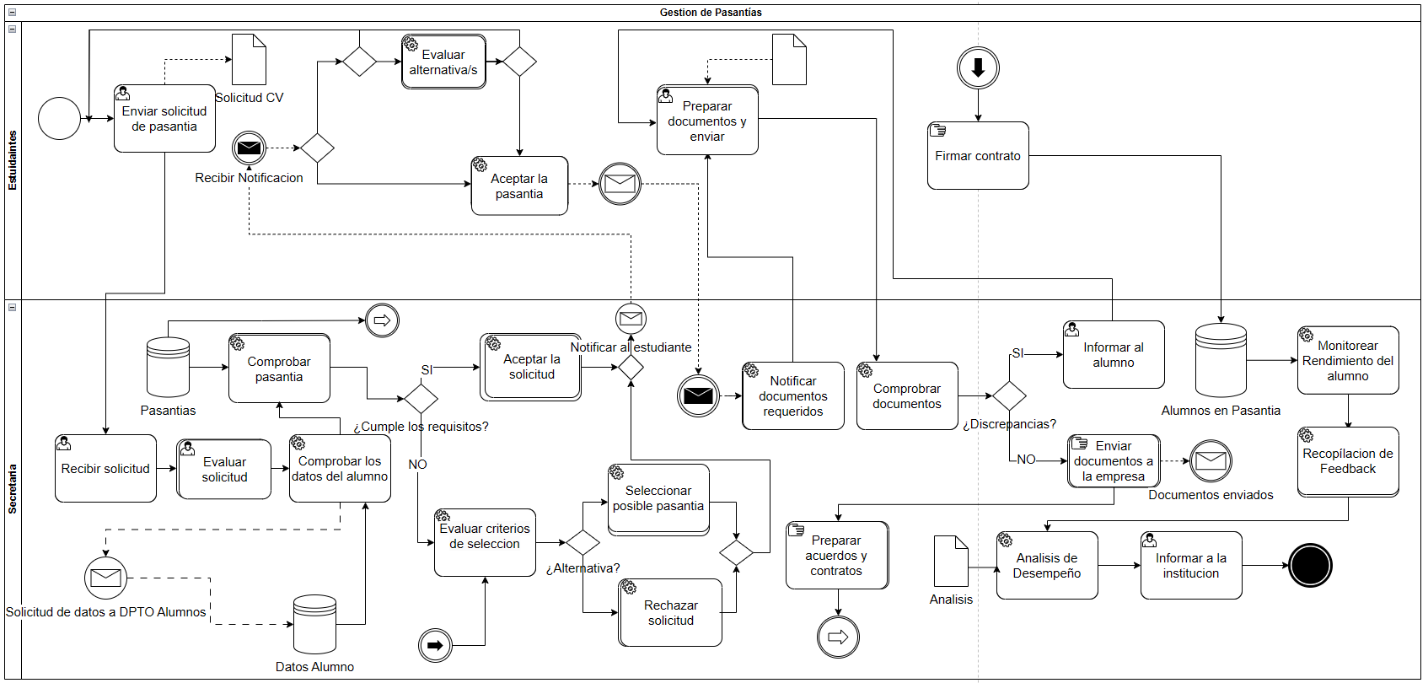 Gestion de Pasantías
Estuidaintes
Enviar solicitud
de pasantia
Solicitud CV
Recibir Notificacion
Evaluar
alternativa/s
Aceptar la
pasantia
Preparar
documentos y
enviar
Firmar contrato
Secretaria
Pasantias
Comprobar
pasantia
Recibir solicitud
Evaluar
solicitud
Comprobar los
datos del alumno
Solicitud de datos a DPTO Alumnos
Datos Alumno
¿Cumple los requisitos?
SI
NO
Aceptar la
solicitud
Notificar al estudiante
Evaluar criterios
de seleccion
¿Alternativa?
Seleccionar
posible pasantia
Rechazar
solicitud
Notificar
documentos
requeridos
Comprobrar
documentos
¿Discrepancias?
SI
NO
Informar al
alumno
Enviar
documentos a
la empresa
Documentos enviados
Preparar
acuerdos y
contratos
Alumnos en Pasantia
Monitorear
Rendimiento del
alumno
Recopilacion de
Feedback
Analisis
Analisis de
Desempeño
Informar a la
institucion